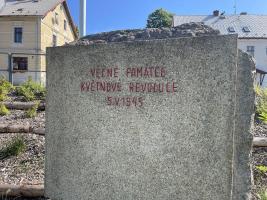 VĚČNÉ PAMÁTCE
KVĚTNOVÉ REVOLUCE
5.V.1945